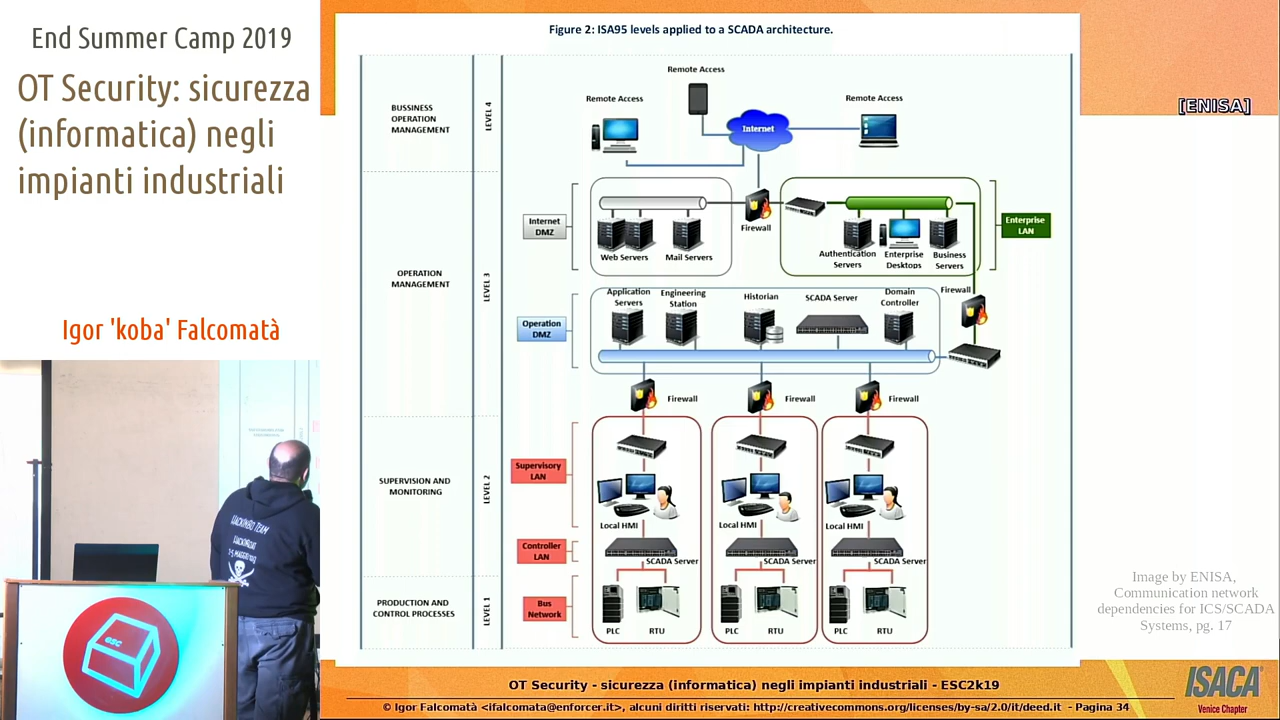 End Summer Camp 2019
OT Security: sicurezza
(informatica) negli
impianti industriali
Igor 'koba' Falcomatà
HACKINBO TEAM
esc
Figure 2: ISA95 levels applied to a SCADA architecture.
[ENISA]
BUSSINESS
OPERATION
MANAGEMENT
LEVEL 4
Remote Access
Remote Access
Remote Access
Internet
OPERATION
MANAGEMENT
LEVEL 3
Internet
DMZ
Web Servers
Mail Servers
Firewall
Authentication
Servers
Enterprise
Desktops
Business
Servers
Enterprise
LAN
Operation
DMZ
Application
Servers
Engineering
Station
Historian
SCADA Server
Domain
Controller
Firewall
Firewall
Firewall
Firewall
SUPERVISION AND
MONITORING
LEVEL 2
Supervisory
LAN
Local HMI
Local HMI
Local HMI
Controller
LAN
SCADA Server
SCADA Server
SCADA Server
PRODUCTION AND
CONTROL PROCESSES
LEVEL 1
Bus
Network
PLC
RTU
PLC
RTU
PLC
RTU
Image by ENISA,
Communication network
dependencies for ICS/SCADA
Systems, pg. 17
OT Security - sicurezza (informatica) negli impianti industriali - ESC2k19
© Igor Falcomatà <ifalcomata@enforcer.it>, alcuni diritti riservati: http://creativecommons.org/licenses/by-sa/2.0/it/deed.it - Pagina 34
ISACA
Venice Chapter